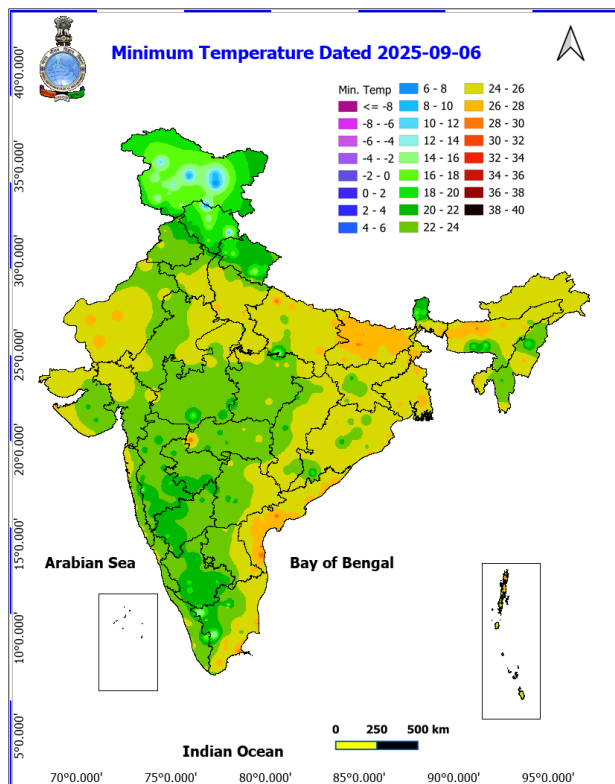 Minimum Temperature Dated 2025-09-06
Min. Temp
<= -8
-8 - -6
-6 - -4
-4 - -2
-2 - 0
0 - 2
2 - 4
4 - 6
6 - 8
8 - 10
10 - 12
12 - 14
14 - 16
16 - 18
18 - 20
20 - 22
22 - 24
24 - 26
26 - 28
28 - 30
30 - 32
32 - 34
34 - 36
36 - 38
38 - 40
40°0.000'
35°0.000'
30°0.000'
25°0.000'
20°0.000'
15°0.000'
10°0.000'
5°0.000'
Arabian Sea
Bay of Bengal
Indian Ocean
0 250 500 km
70°0.000' 75°0.000' 80°0.000' 85°0.000' 90°0.000' 95°0.000'